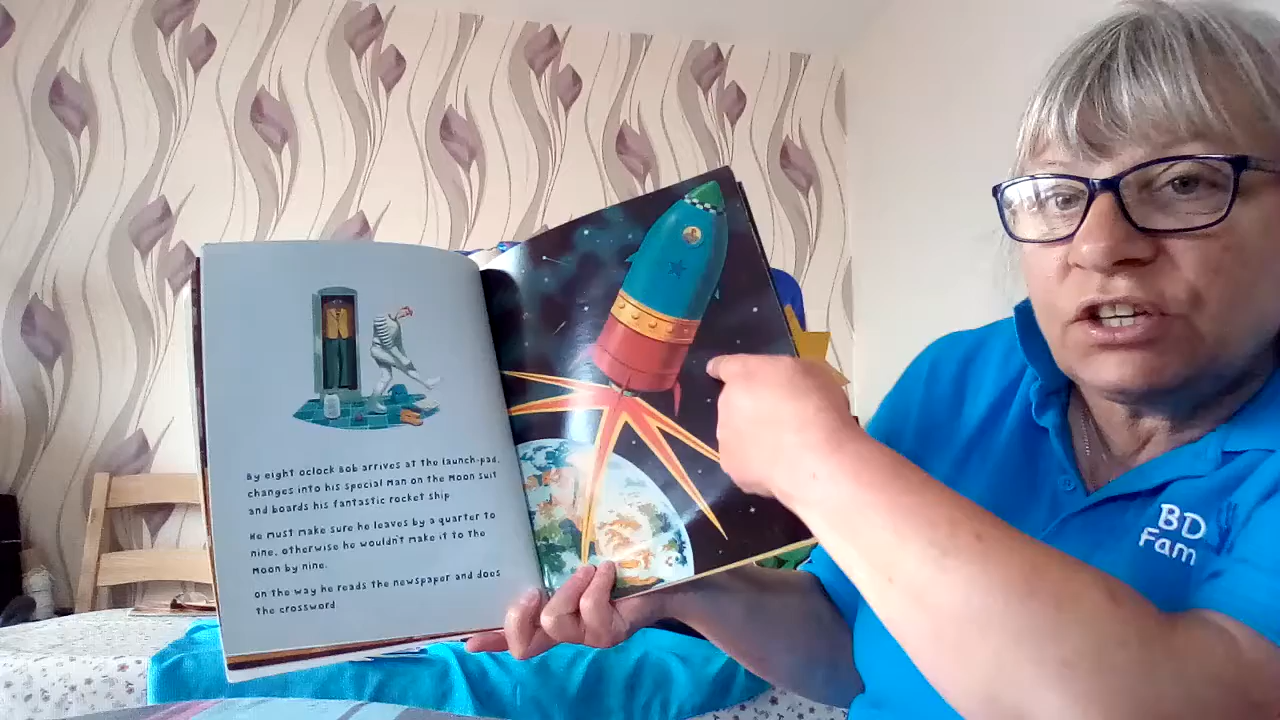 By eight oclock Bob arrives at the launch-pad,
changes into his special Man on the Moon suit
and boards his fantastic rocket ship
He must make sure he leaves by a quarter to
nine, otherwise he wouldn't make it to the
Moon by nine.
on the way he reads the newspaper and does
the crossword.
BD
Fam